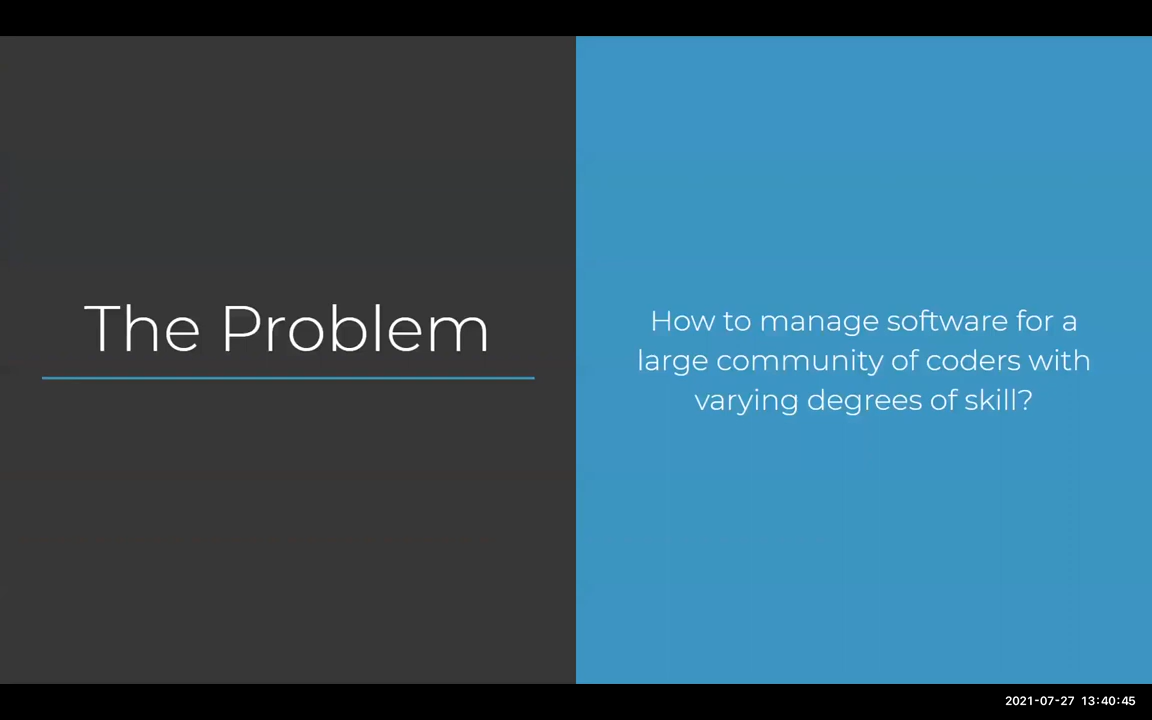 The Problem
How to manage software for a
large community of coders with
varying degrees of skill?
2021-07-27 13:40:45